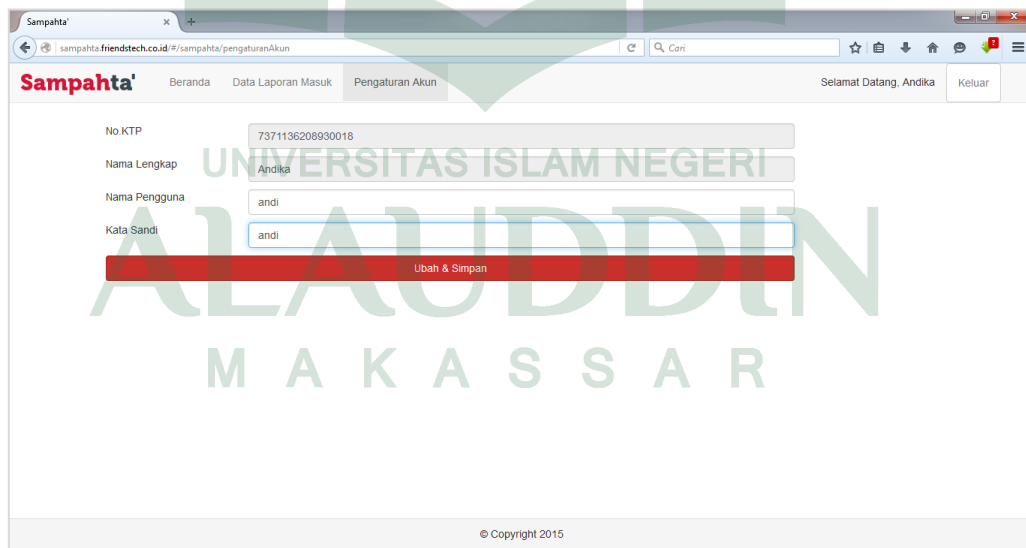 Sampahta'
sampahta.friendstech.co.id/#/sampahta/pengaturanAkun
Cari
Sampahta' Beranda Data Laporan Masuk Pengaturan Akun Selamat Datang, Andika Keluar
No.KTP 7371136208930018
Nama Lengkap Andika
UNIVERSITAS ISLAM NEGERI
Nama Pengguna andi
Kata Sandi andi
Ubah & Simpan
ALAUDDIN
MAKASSAR
© Copyright 2015